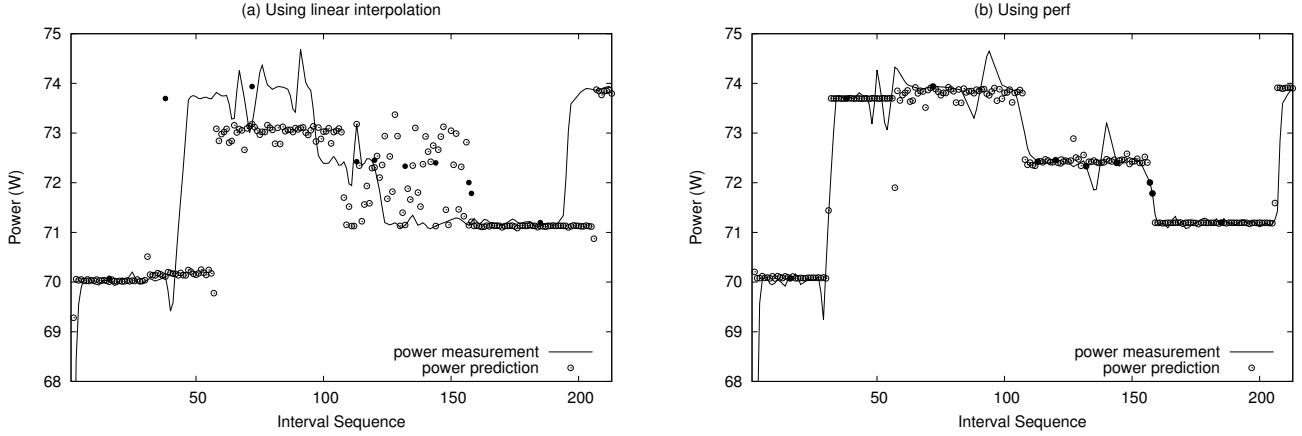 (a) Using linear interpolation
75
74
73
72
71
70
69
68
Power (W)
50
100
150
200
Interval Sequence
power measurement
power prediction
(b) Using perf
75
74
73
72
71
70
69
68
Power (W)
50
100
150
200
Interval Sequence
power measurement
power prediction